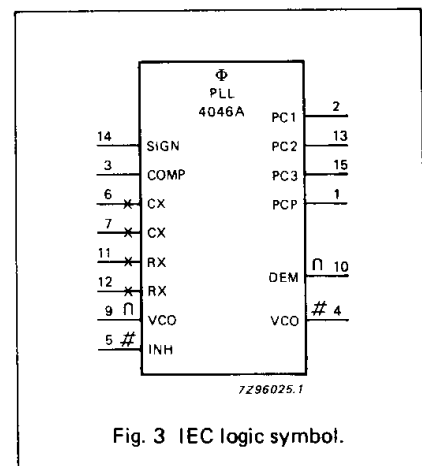 Φ
PLL
4046A
14 SIGN
3 COMP
6 CX
7 CX
11 RX
12 RX
9 ∩ VCO
5 # INH
PC1 2
PC2 13
PC3 15
PCP 1
DEM ∩ 10
VCO # 4
7Z96025.1
Fig. 3 IEC logic symbol.